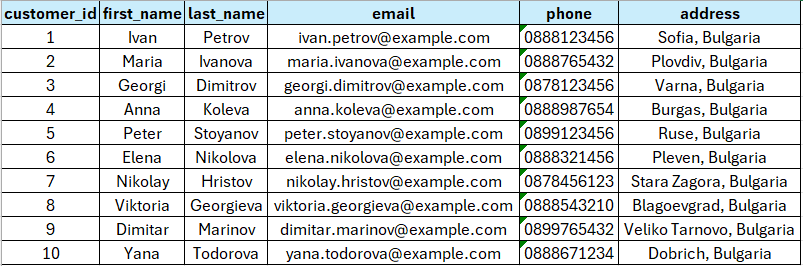 customer_id first_name last_name email phone address
1 Ivan Petrov ivan.petrov@example.com 0888123456 Sofia, Bulgaria
2 Maria Ivanova maria.ivanova@example.com 0888765432 Plovdiv, Bulgaria
3 Georgi Dimitrov georgi.dimitrov@example.com 0878123456 Varna, Bulgaria
4 Anna Koleva anna.koleva@example.com 0888987654 Burgas, Bulgaria
5 Peter Stoyanov peter.stoyanov@example.com 0899123456 Ruse, Bulgaria
6 Elena Nikolova elena.nikolova@example.com 0888321456 Pleven, Bulgaria
7 Nikolay Hristov nikolay.hristov@example.com 0878456123 Stara Zagora, Bulgaria
8 Viktoria Georgieva viktoria.georgieva@example.com 0888543210 Blagoevgrad, Bulgaria
9 Dimitar Marinov dimitar.marinov@example.com 0899765432 Veliko Tarnovo, Bulgaria
10 Yana Todorova yana.todorova@example.com 0888671234 Dobrich, Bulgaria